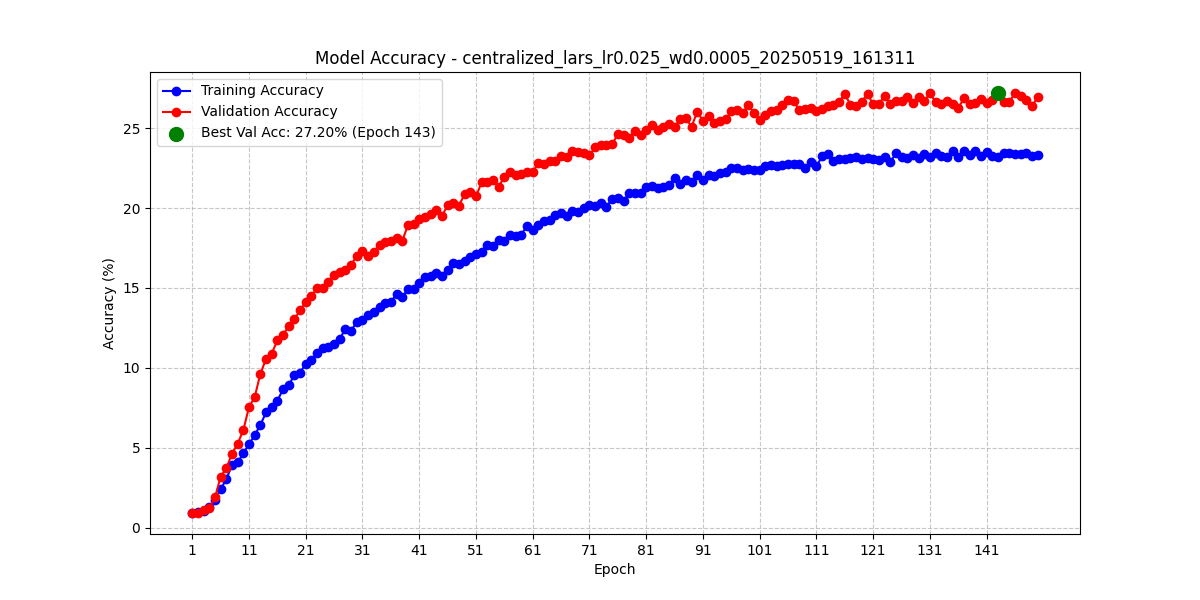 Model Accuracy - centralized_lars_lr0.025_wd0.0005_20250519_161311
Training Accuracy
Validation Accuracy
Best Val Acc: 27.20% (Epoch 143)
Accuracy (%)
25
20
15
10
5
0
1 11 21 31 41 51 61 71 81 91 101 111 121 131 141
Epoch